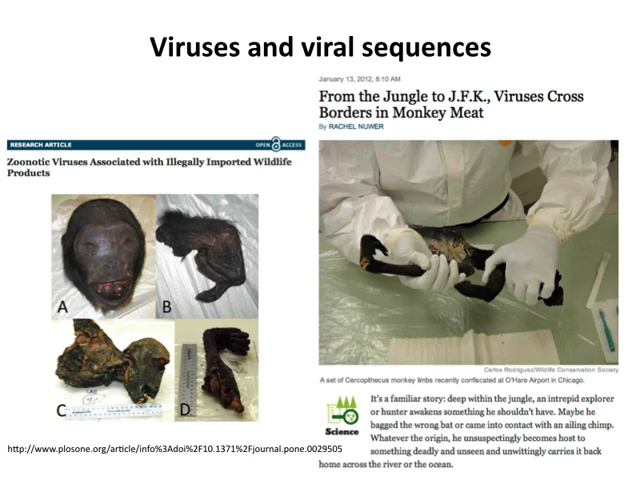 Viruses and viral sequences
RESEARCH ARTICLE
OPEN ACCESS
Zoonotic Viruses Associated with Illegally Imported Wildlife
Products
A
B
C
D
http://www.plosone.org/article/info%3Adoi%2F10.1371%2Fjournal.pone.0029505
January 13, 2012, 8:10 AM
From the Jungle to J.F.K., Viruses Cross
Borders in Monkey Meat
By RACHEL NUWER
Carlos Rodriguez/Wildlife Conservation Society
A set of Cercopithecus monkey limbs recently confiscated at O'Hare Airport in Chicago.
Science
It's a familiar story: deep within the jungle, an intrepid explorer
or hunter awakens something he shouldn't have. Maybe he
bagged the wrong bat or came into contact with an ailing chimp.
Whatever the origin, he unsuspectingly becomes host to
something deadly and unseen and unwittingly carries it back
home across the river or the ocean.